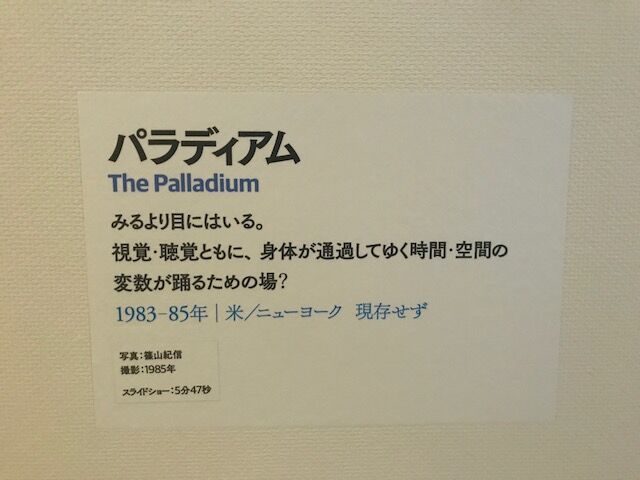 パラディアム
The Palladium
みるより目にはいる。
視覚・聴覚ともに、身体が通過してゆく時間・空間の
変数が踊るための場?
1983-85年｜米／ニューヨーク　現存せず
写真：篠山紀信
撮影：1985年
スライドショー：5分47秒